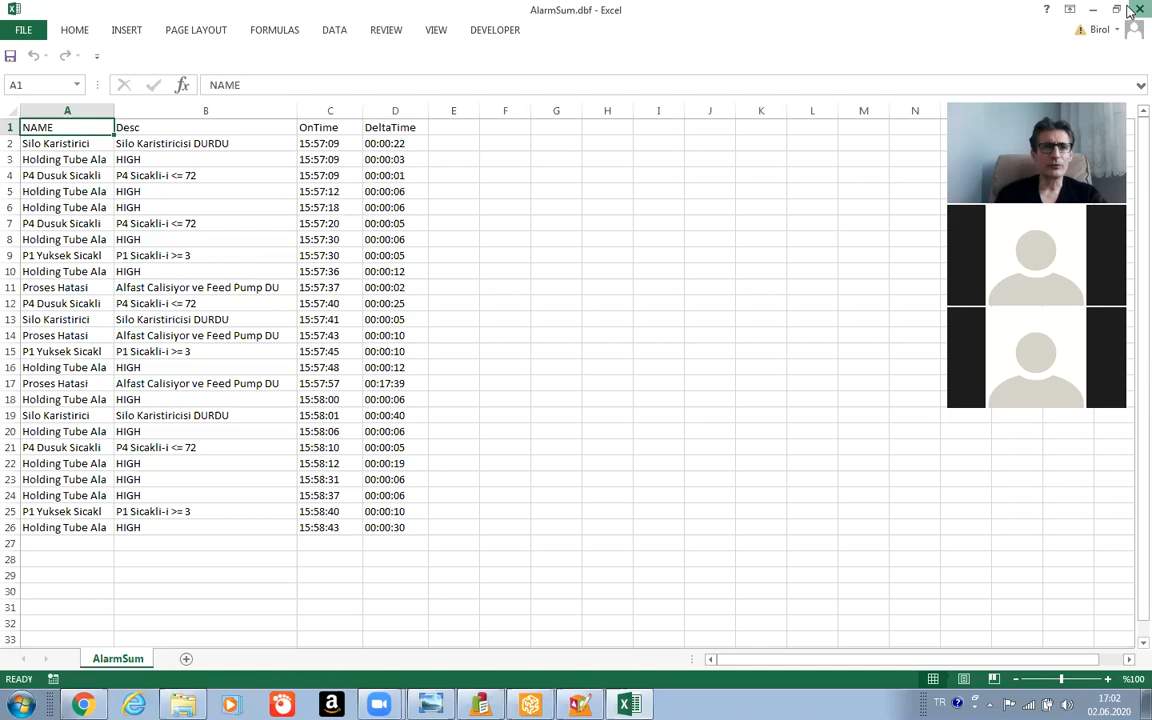 AlarmSum.dbf - Excel
?
FILE HOME INSERT PAGE LAYOUT FORMULAS DATA REVIEW VIEW DEVELOPER
Birol
A1 fx NAME
A B C D E F G H I J K L M N
1 NAME Desc OnTime DeltaTime
2 Silo Karistirici Silo Karistiricisi DURDU 15:57:09 00:00:22
3 Holding Tube Ala HIGH 15:57:09 00:00:03
4 P4 Dusuk Sicakli P4 Sicakli-i <= 72 15:57:09 00:00:01
5 Holding Tube Ala HIGH 15:57:12 00:00:06
6 Holding Tube Ala HIGH 15:57:18 00:00:06
7 P4 Dusuk Sicakli P4 Sicakli-i <= 72 15:57:20 00:00:05
8 Holding Tube Ala HIGH 15:57:30 00:00:06
9 P1 Yuksek Sicakl P1 Sicakli-i >= 3 15:57:30 00:00:05
10 Holding Tube Ala HIGH 15:57:36 00:00:12
11 Proses Hatasi Alfast Calisiyor ve Feed Pump DU 15:57:37 00:00:02
12 P4 Dusuk Sicakli P4 Sicakli-i <= 72 15:57:40 00:00:25
13 Silo Karistirici Silo Karistiricisi DURDU 15:57:41 00:00:05
14 Proses Hatasi Alfast Calisiyor ve Feed Pump DU 15:57:43 00:00:10
15 P1 Yuksek Sicakl P1 Sicakli-i >= 3 15:57:45 00:00:10
16 Holding Tube Ala HIGH 15:57:48 00:00:12
17 Proses Hatasi Alfast Calisiyor ve Feed Pump DU 15:57:57 00:17:39
18 Holding Tube Ala HIGH 15:58:00 00:00:06
19 Silo Karistirici Silo Karistiricisi DURDU 15:58:01 00:00:40
20 Holding Tube Ala HIGH 15:58:06 00:00:06
21 P4 Dusuk Sicakli P4 Sicakli-i <= 72 15:58:10 00:00:05
22 Holding Tube Ala HIGH 15:58:12 00:00:19
23 Holding Tube Ala HIGH 15:58:31 00:00:06
24 Holding Tube Ala HIGH 15:58:37 00:00:06
25 P1 Yuksek Sicakl P1 Sicakli-i >= 3 15:58:40 00:00:10
26 Holding Tube Ala HIGH 15:58:43 00:00:30
27
28
29
30
31
32
33
AlarmSum
READY %100
TR 17:02
02.06.2020